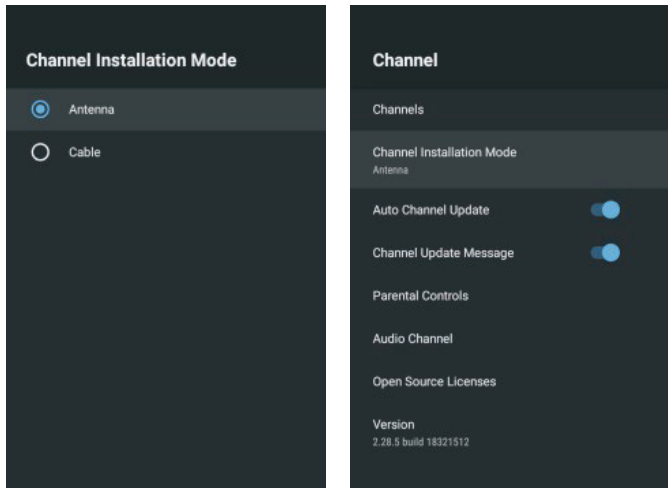 Channel Installation Mode
Antenna
Cable
Channel
Channels
Channel Installation Mode
Antenna
Auto Channel Update
Channel Update Message
Parental Controls
Audio Channel
Open Source Licenses
Version
2.28.5 build 18321512